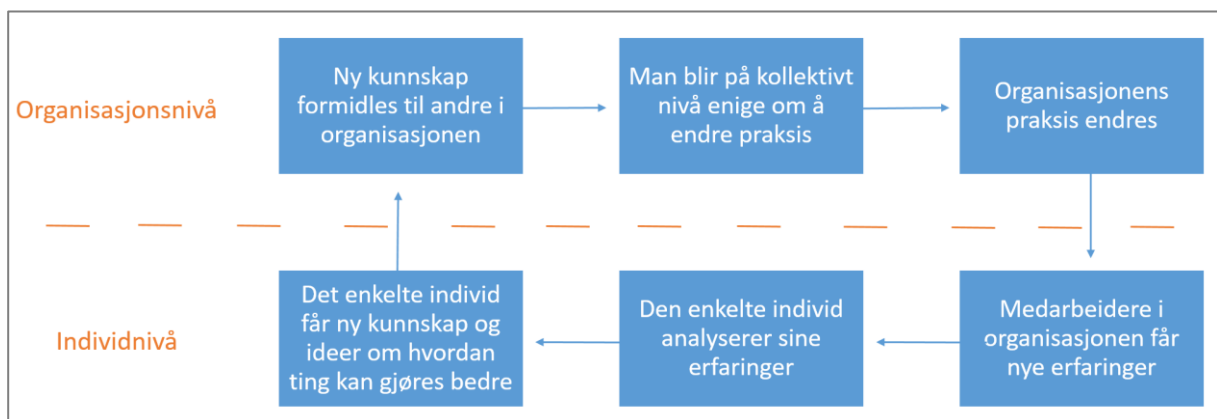 Organisasjonsnivå
Ny kunnskap
formidles til andre i
organisasjonen
Man blir på kollektivt
nivå enige om å
endre praksis
Organisasjonens
praksis endres
Individnivå
Det enkelte individ
får ny kunnskap og
ideer om hvordan
ting kan gjøres bedre
Den enkelte individ
analyserer sine
erfaringer
Medarbeidere i
organisasjonen får
nye erfaringer